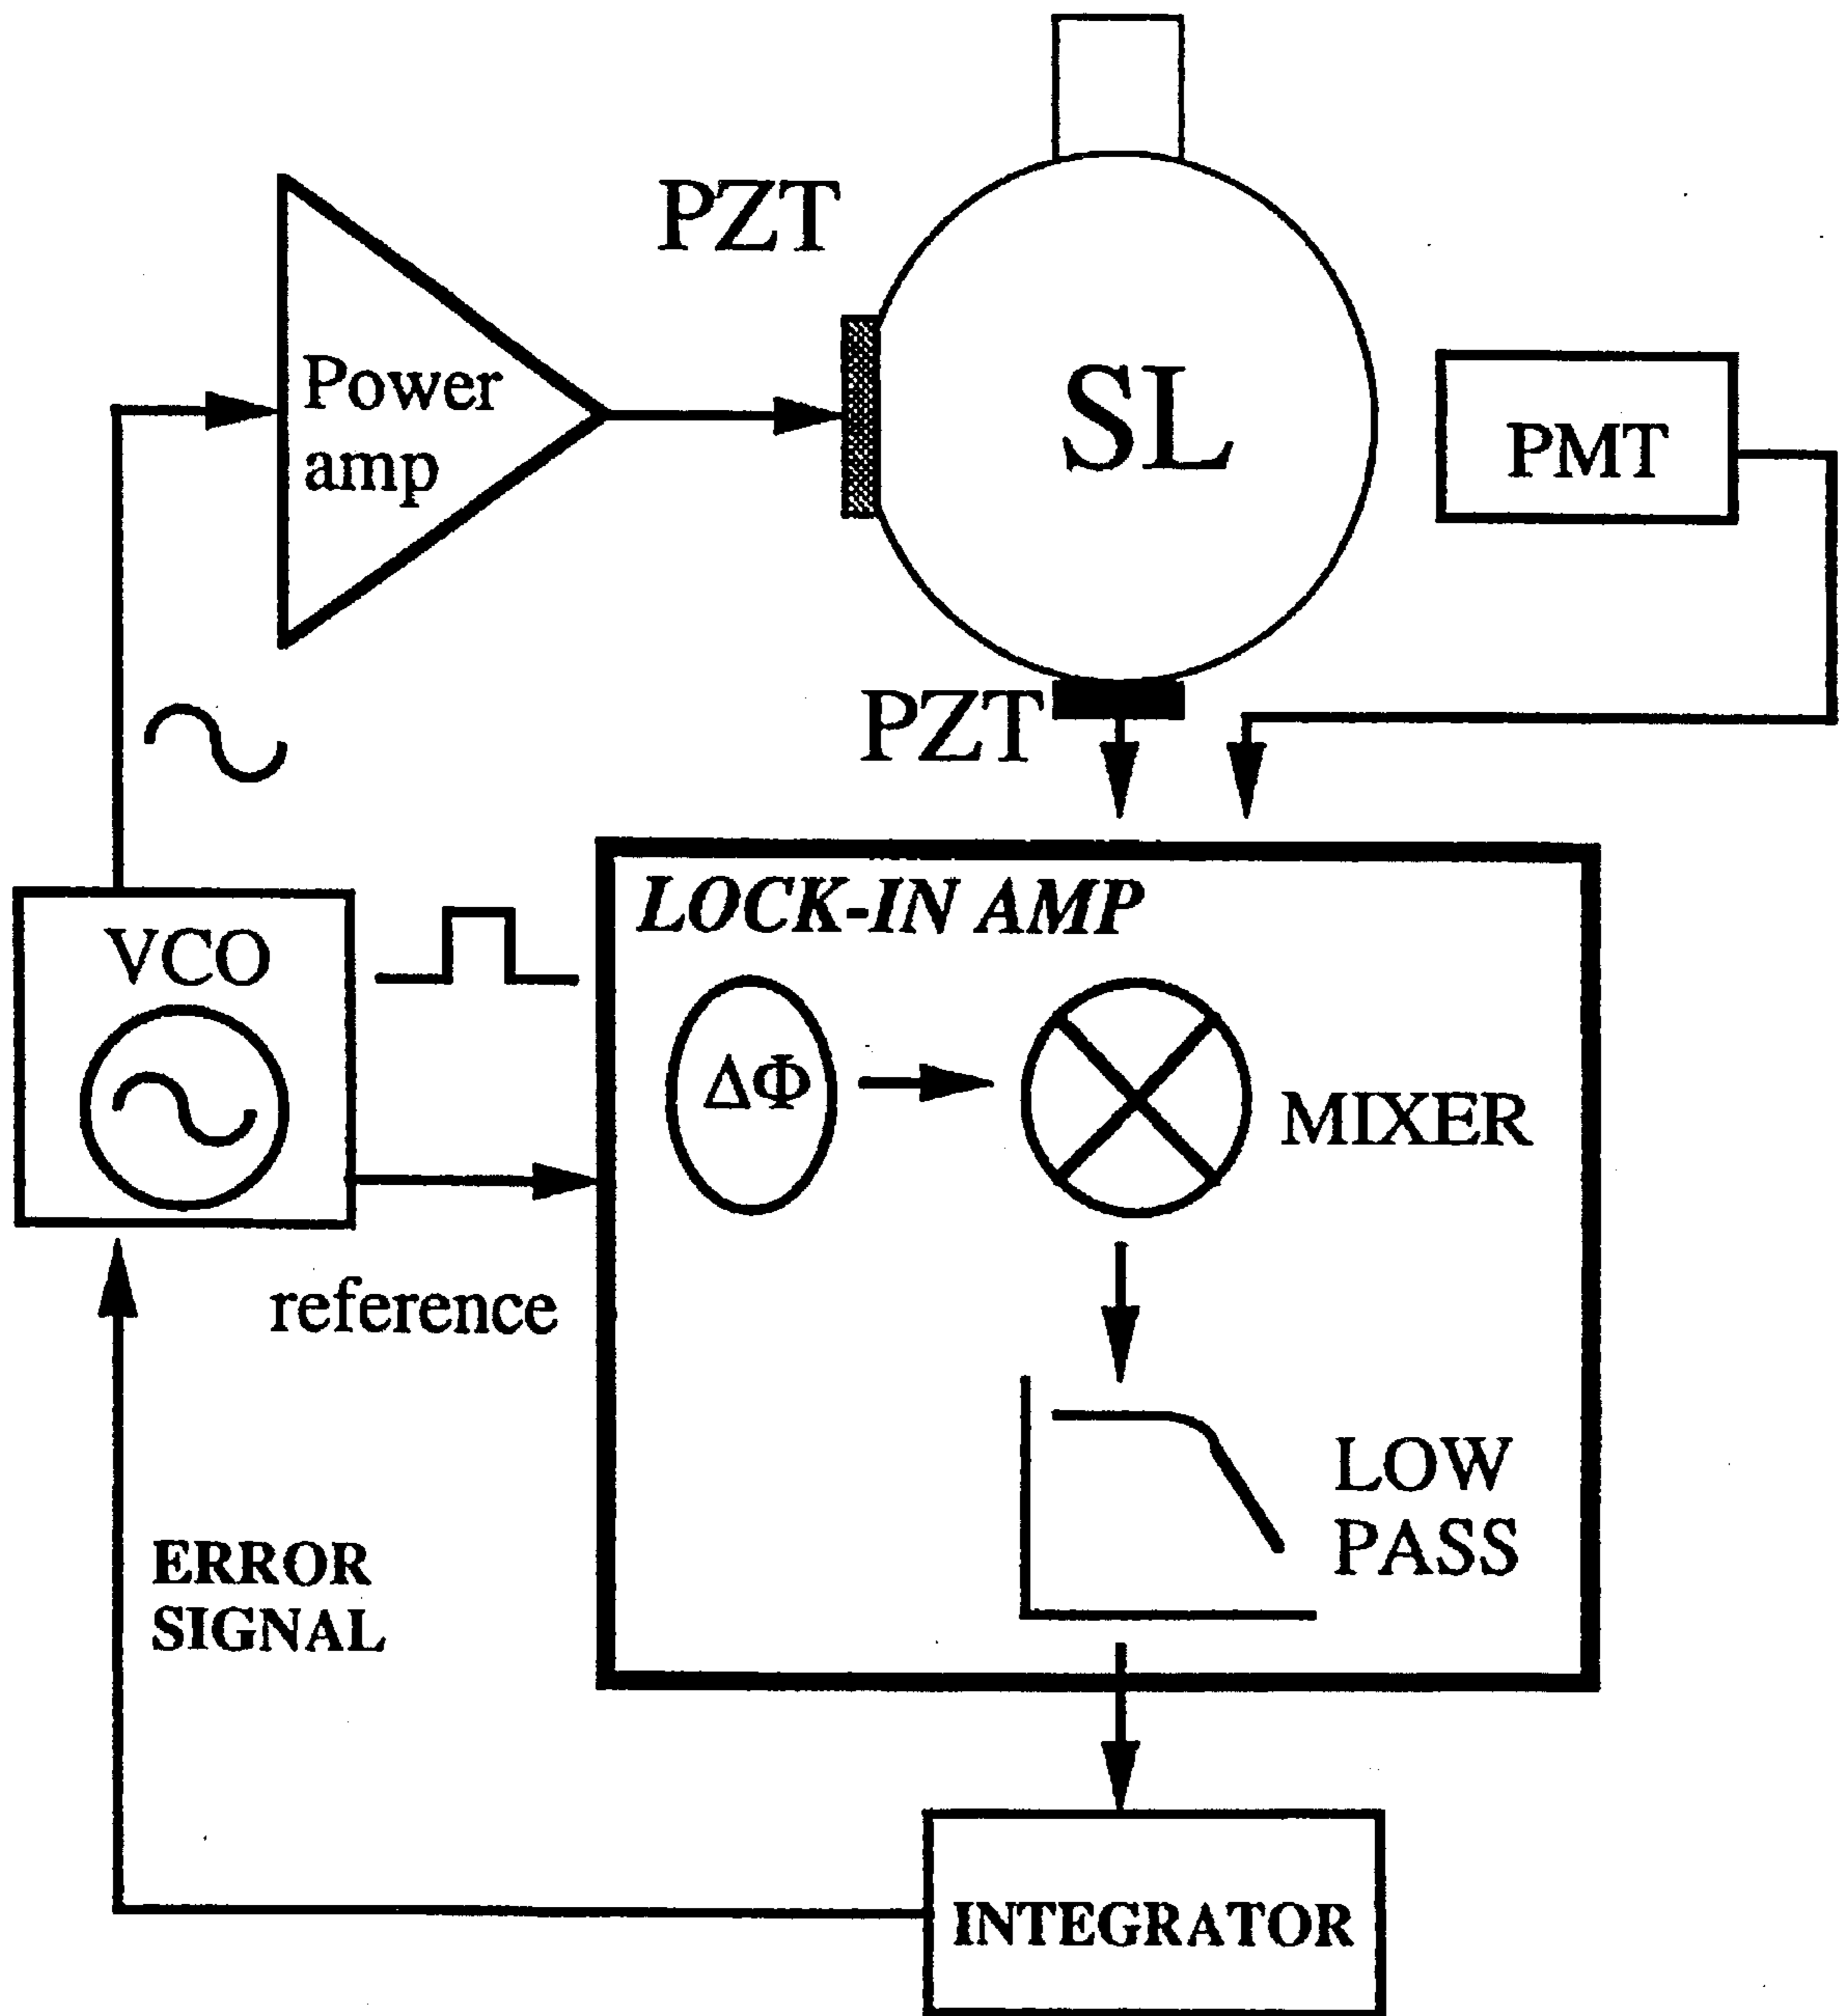 PZT
Power
amp
SL
PMT
PZT
LOCK-IN AMP
VCO
ΔΦ
MIXER
reference
LOW
PASS
ERROR
SIGNAL
INTEGRATOR